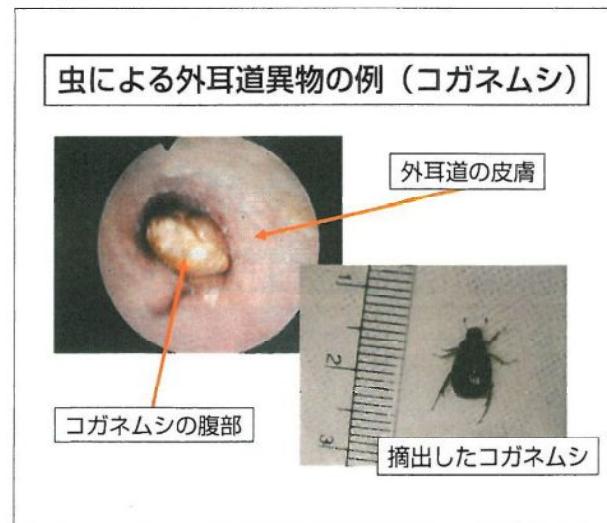 虫による外耳道異物の例（コガネムシ）
外耳道の皮膚
コガネムシの腹部
摘出したコガネムシ
1
2
3